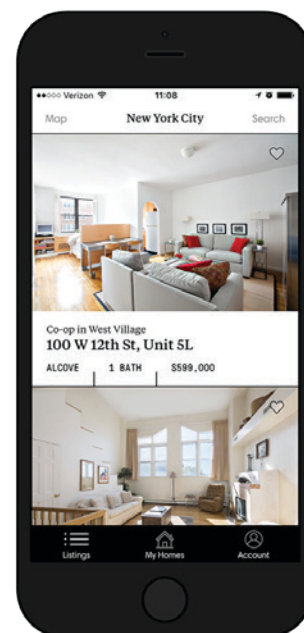 Verizon 11:08
Map New York City Search
Co-op in West Village
100 W 12th St, Unit 5L
ALCOVE 1 BATH $599,000
Listings My Homes Account